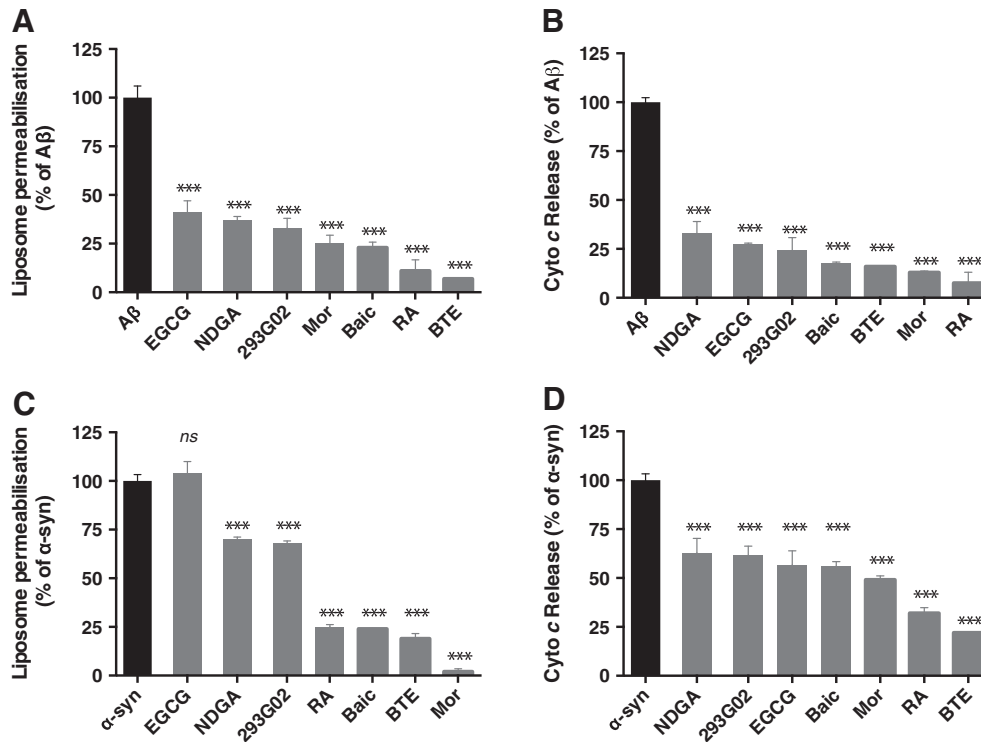 A
Liposome permeabilisation
(% of Aβ)
125
100
75
50
25
0
***
***
***
***
***
***
***
Aβ
EGCG
NDGA
293G02
Mor
Baic
RA
BTE
B
Cyto c Release (% of Aβ)
125
100
75
50
25
0
***
***
***
***
***
***
***
Aβ
NDGA
EGCG
293G02
Baic
BTE
Mor
RA
C
Liposome permeabilisation
(% of α-syn)
125
100
75
50
25
0
ns
***
***
***
***
***
***
α-syn
EGCG
NDGA
293G02
RA
Baic
BTE
Mor
D
Cyto c Release (% of α-syn)
125
100
75
50
25
0
***
***
***
***
***
***
***
α-syn
NDGA
293G02
EGCG
Baic
Mor
RA
BTE